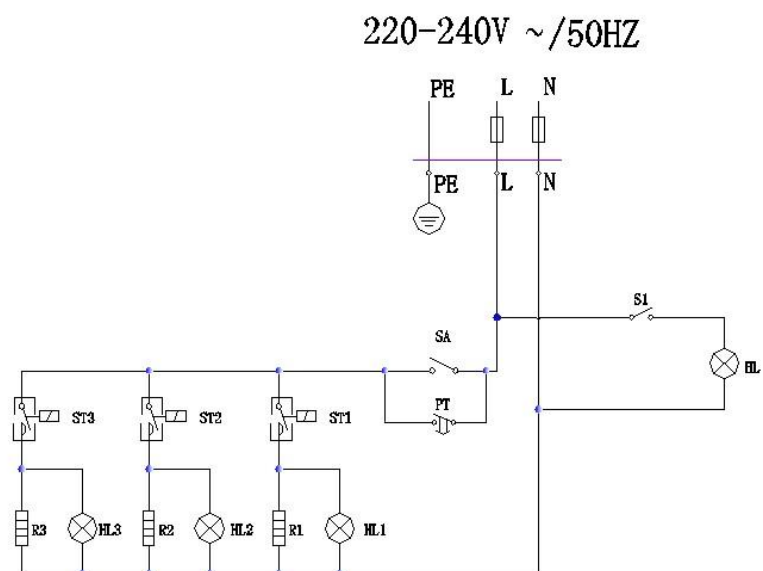 220-240V ~/50HZ
PE L N
PE L N
S1
SA
HL
PT
ST3 ST2 ST1
R3 HL3 R2 HL2 R1 HL1